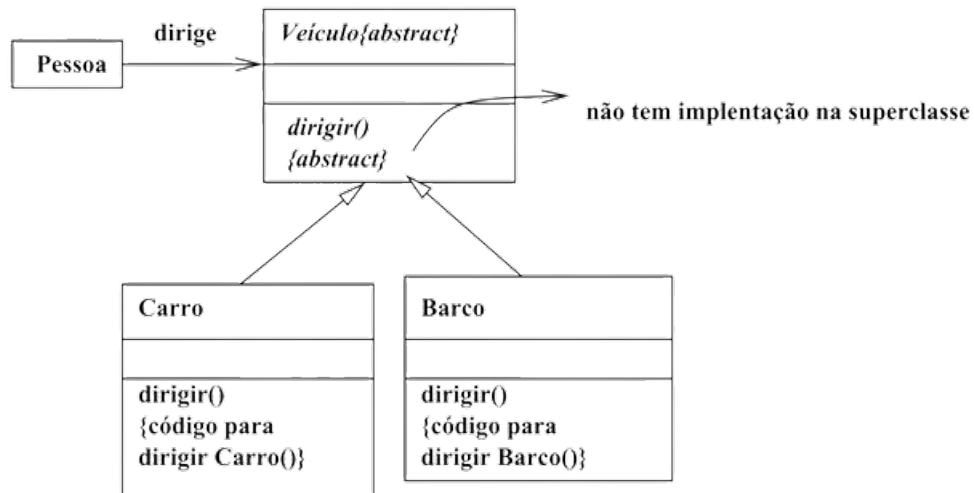 dirige
Veículo{abstract}
Pessoa
dirigir()
{abstract}
não tem implentação na superclasse
Carro
dirigir()
{código para
dirigir Carro()}
Barco
dirigir()
{código para
dirigir Barco()}